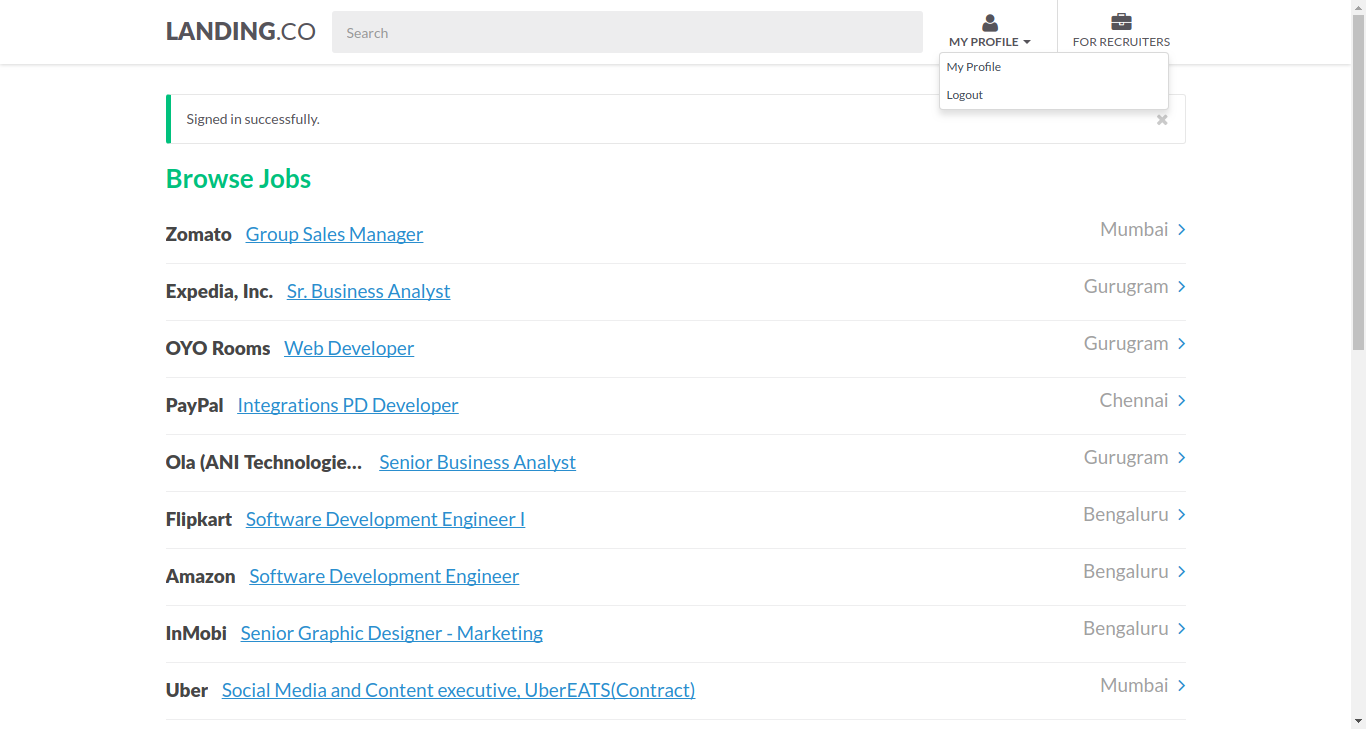 LANDING.CO
Search
MY PROFILE
FOR RECRUITERS
My Profile
Logout
Signed in successfully.
Browse Jobs
Zomato Group Sales Manager Mumbai
Expedia, Inc. Sr. Business Analyst Gurugram
OYO Rooms Web Developer Gurugram
PayPal Integrations PD Developer Chennai
Ola (ANI Technologie... Senior Business Analyst Gurugram
Flipkart Software Development Engineer I Bengaluru
Amazon Software Development Engineer Bengaluru
InMobi Senior Graphic Designer - Marketing Bengaluru
Uber Social Media and Content executive, UberEATS(Contract) Mumbai